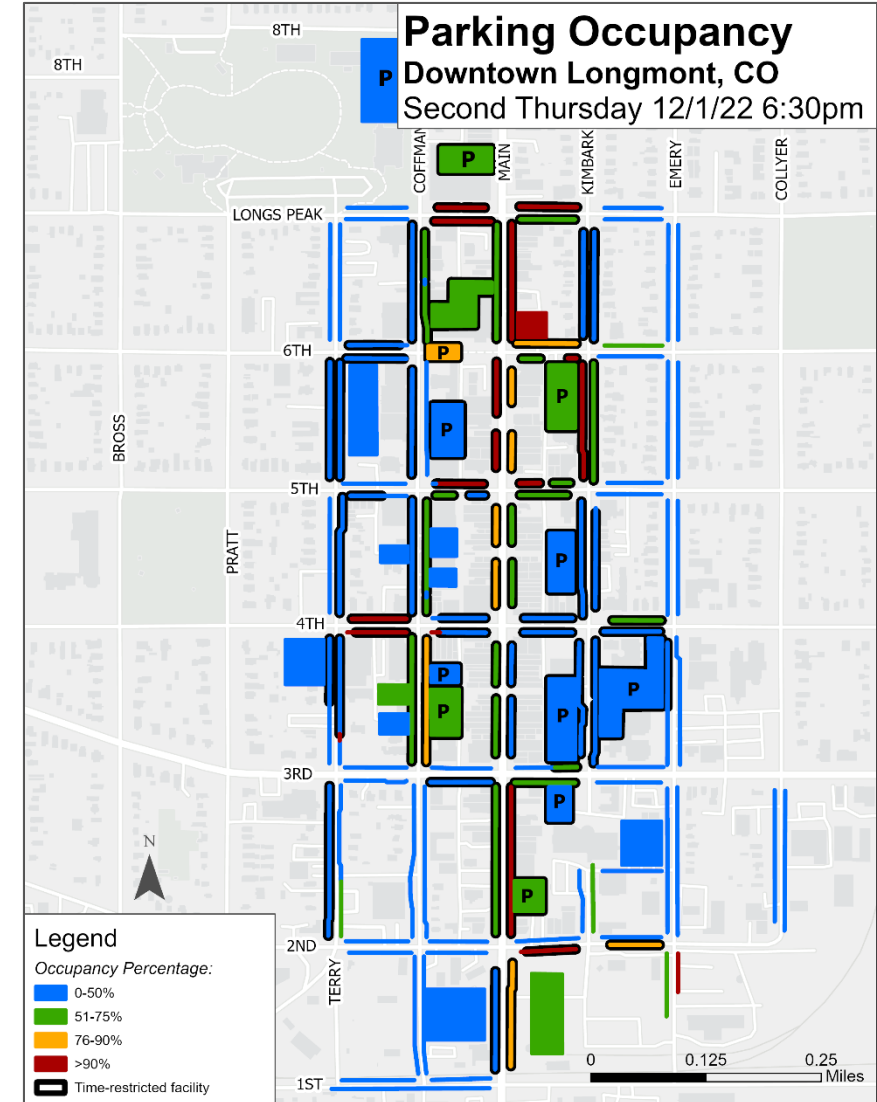 Parking Occupancy
Downtown Longmont, CO
Second Thursday 12/1/22 6:30pm
8TH
8TH
P
COFFMAN
MAIN
KIMBARK
EMERY
COLLYER
P
LONGS PEAK
6TH
P
P
P
BROSS
5TH
PRATT
P
4TH
P
P
P
P
3RD
P
N
P
2ND
TERRY
1ST
Legend
Occupancy Percentage:
0-50%
51-75%
76-90%
>90%
Time-restricted facility
0 0.125 0.25
Miles